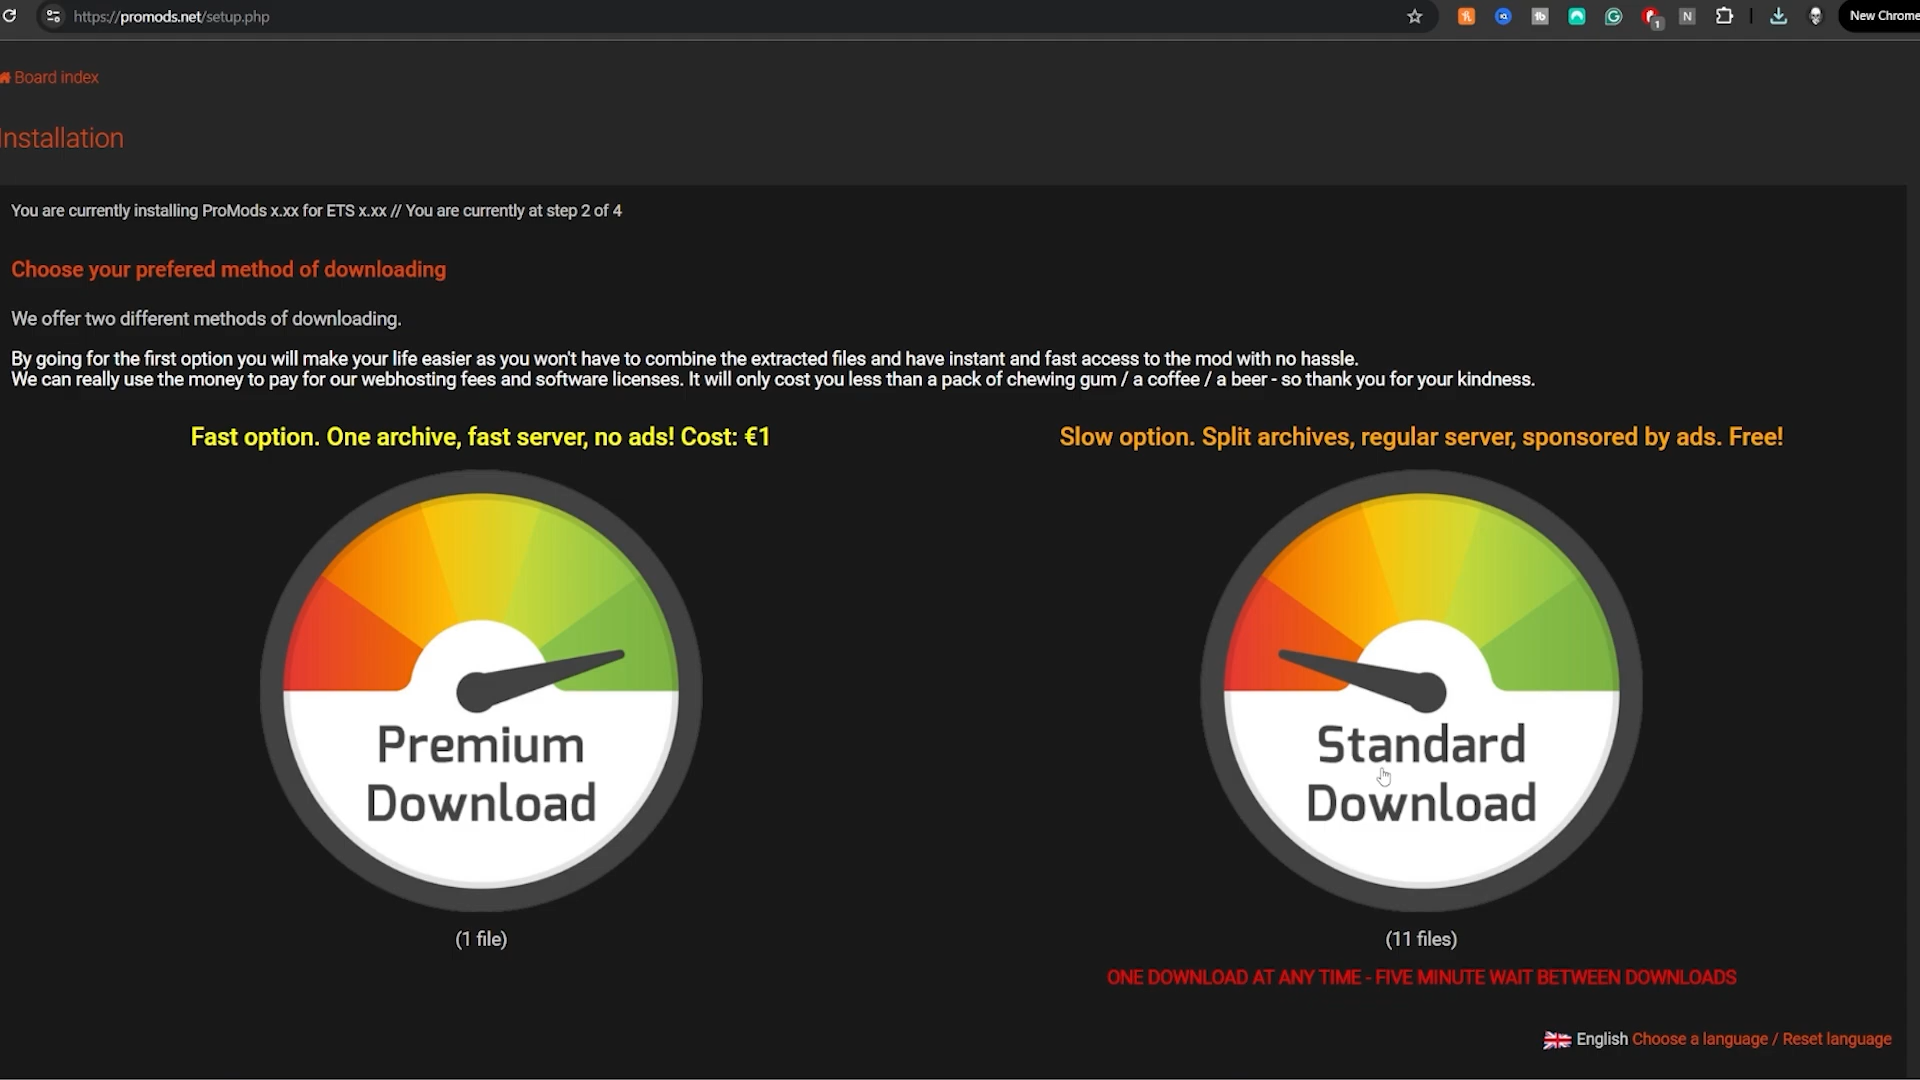 https://promods.net/setup.php
New Chrome
1
N
Board index
Installation
You are currently installing ProMods x.xx for ETS x.xx // You are currently at step 2 of 4
Choose your prefered method of downloading
We offer two different methods of downloading.
By going for the first option you will make your life easier as you won't have to combine the extracted files and have instant and fast access to the mod with no hassle.
We can really use the money to pay for our webhosting fees and software licenses. It will only cost you less than a pack of chewing gum / a coffee / a beer - so thank you for your kindness.
Fast option. One archive, fast server, no ads! Cost: €1
Slow option. Split archives, regular server, sponsored by ads. Free!
Premium
Download
Standard
Download
(1 file)
(11 files)
ONE DOWNLOAD AT ANY TIME - FIVE MINUTE WAIT BETWEEN DOWNLOADS
English Choose a language / Reset language